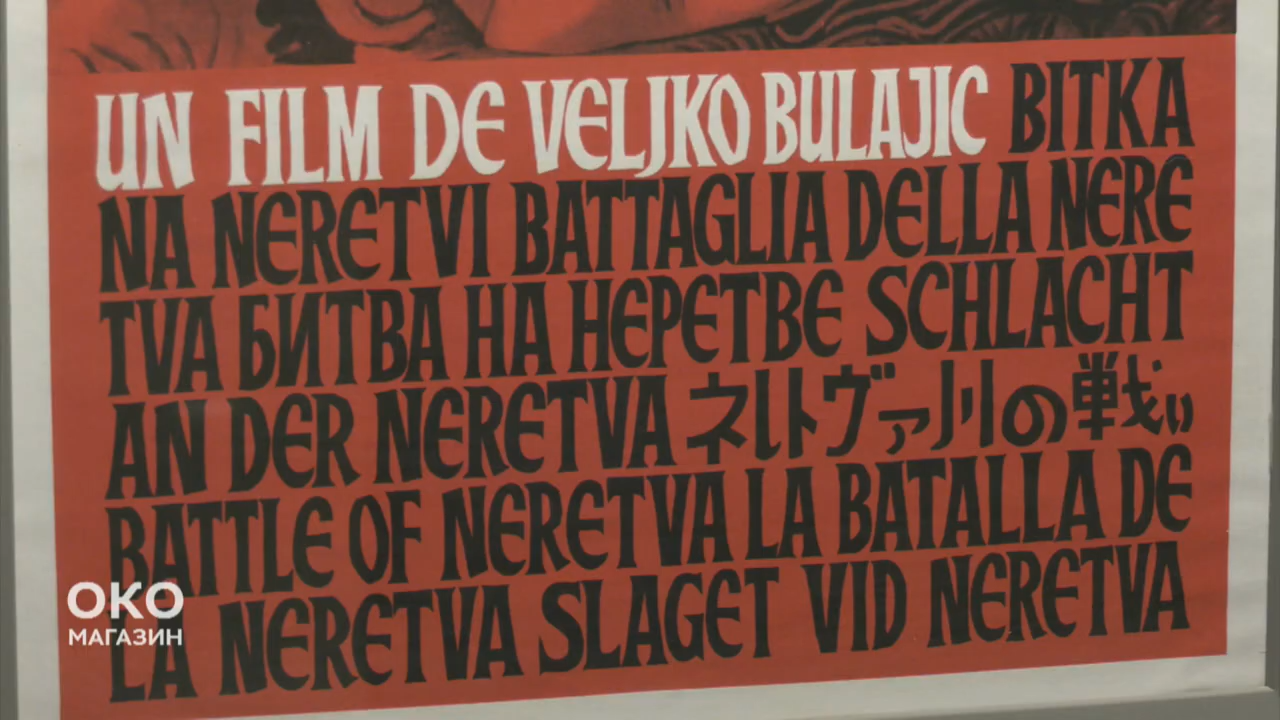 UN FILM DE VELJKO BULAJIC BITKA
NA NERETVI BATTAGLIA DELLA NERE
TVA БИТВА НА НЕРЕТВЕ SCHLACHT
AN DER NERETVA ネレトヴァ川の戦い
BATTLE OF NERETVA LA BATALLA DE
LA NERETVA SLAGET VID NERETVA
ОКО
МАГАЗИН